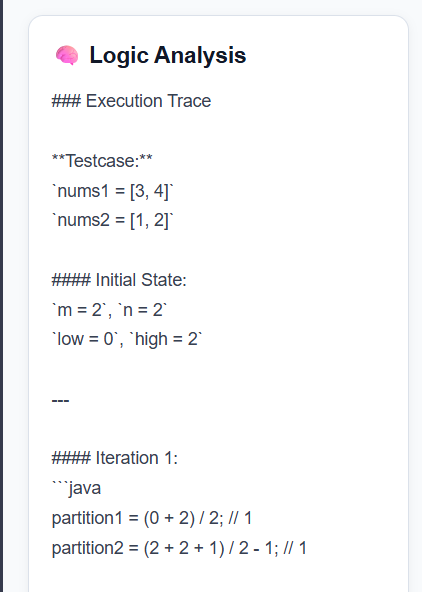 🧠 Logic Analysis
### Execution Trace
**Testcase:**
`nums1 = [3, 4]`
`nums2 = [1, 2]`
#### Initial State:
`m = 2`, `n = 2`
`low = 0`, `high = 2`
---
#### Iteration 1:
```java
partition1 = (0 + 2) / 2; // 1
partition2 = (2 + 2 + 1) / 2 - 1; // 1